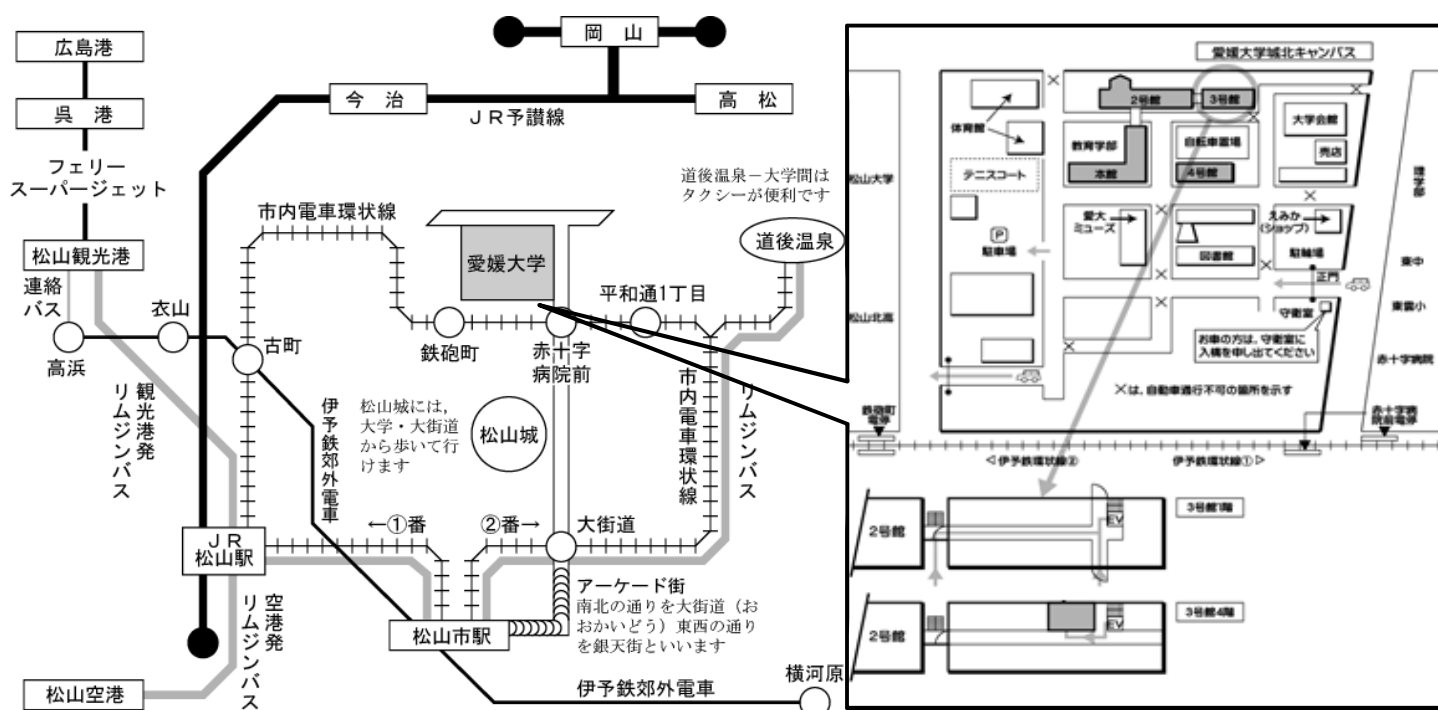 広島港
呉港
フェリー
スーパージェット
松山観光港
連絡
バス
高浜
衣山
古町
今治
岡山
高松
JR予讃線
市内電車環状線
愛媛大学
鉄砲町
赤十字
病院前
平和通1丁目
道後温泉－大学間は
タクシーが便利です
道後温泉
観光港発
リムジンバス
伊予鉄郊外電車
松山城には,
大学・大街道
から歩いて行
けます
松山城
市内電車環状線
リムジンバス
←①番
②番→
大街道
JR
松山駅
空港発
リムジンバス
松山空港
松山市駅
アーケード街
南北の通りを大街道（お
おかいどう）東西の通り
を銀天街といいます
伊予鉄郊外電車
横河原
愛媛大学城北キャンパス
2号館
3号館
体育館
教育学部
本館
自転車置場
4号館
大学会館
売店
テニスコート
松山大学
理学部
愛大
ミューズ
えみか
(ショップ)
図書館
駐輪場
P
駐車場
正門
東中
東雲小
松山北高
守衛室
お車の方は、守衛室に
入構を申し出てください
赤十字病院
×は、自動車通行不可の箇所を示す
鉄砲町
電停
赤十字病
院前電停
◁伊予鉄環状線②
伊予鉄環状線①▷
2号館
EV
3号館1階
2号館
EV
3号館4階